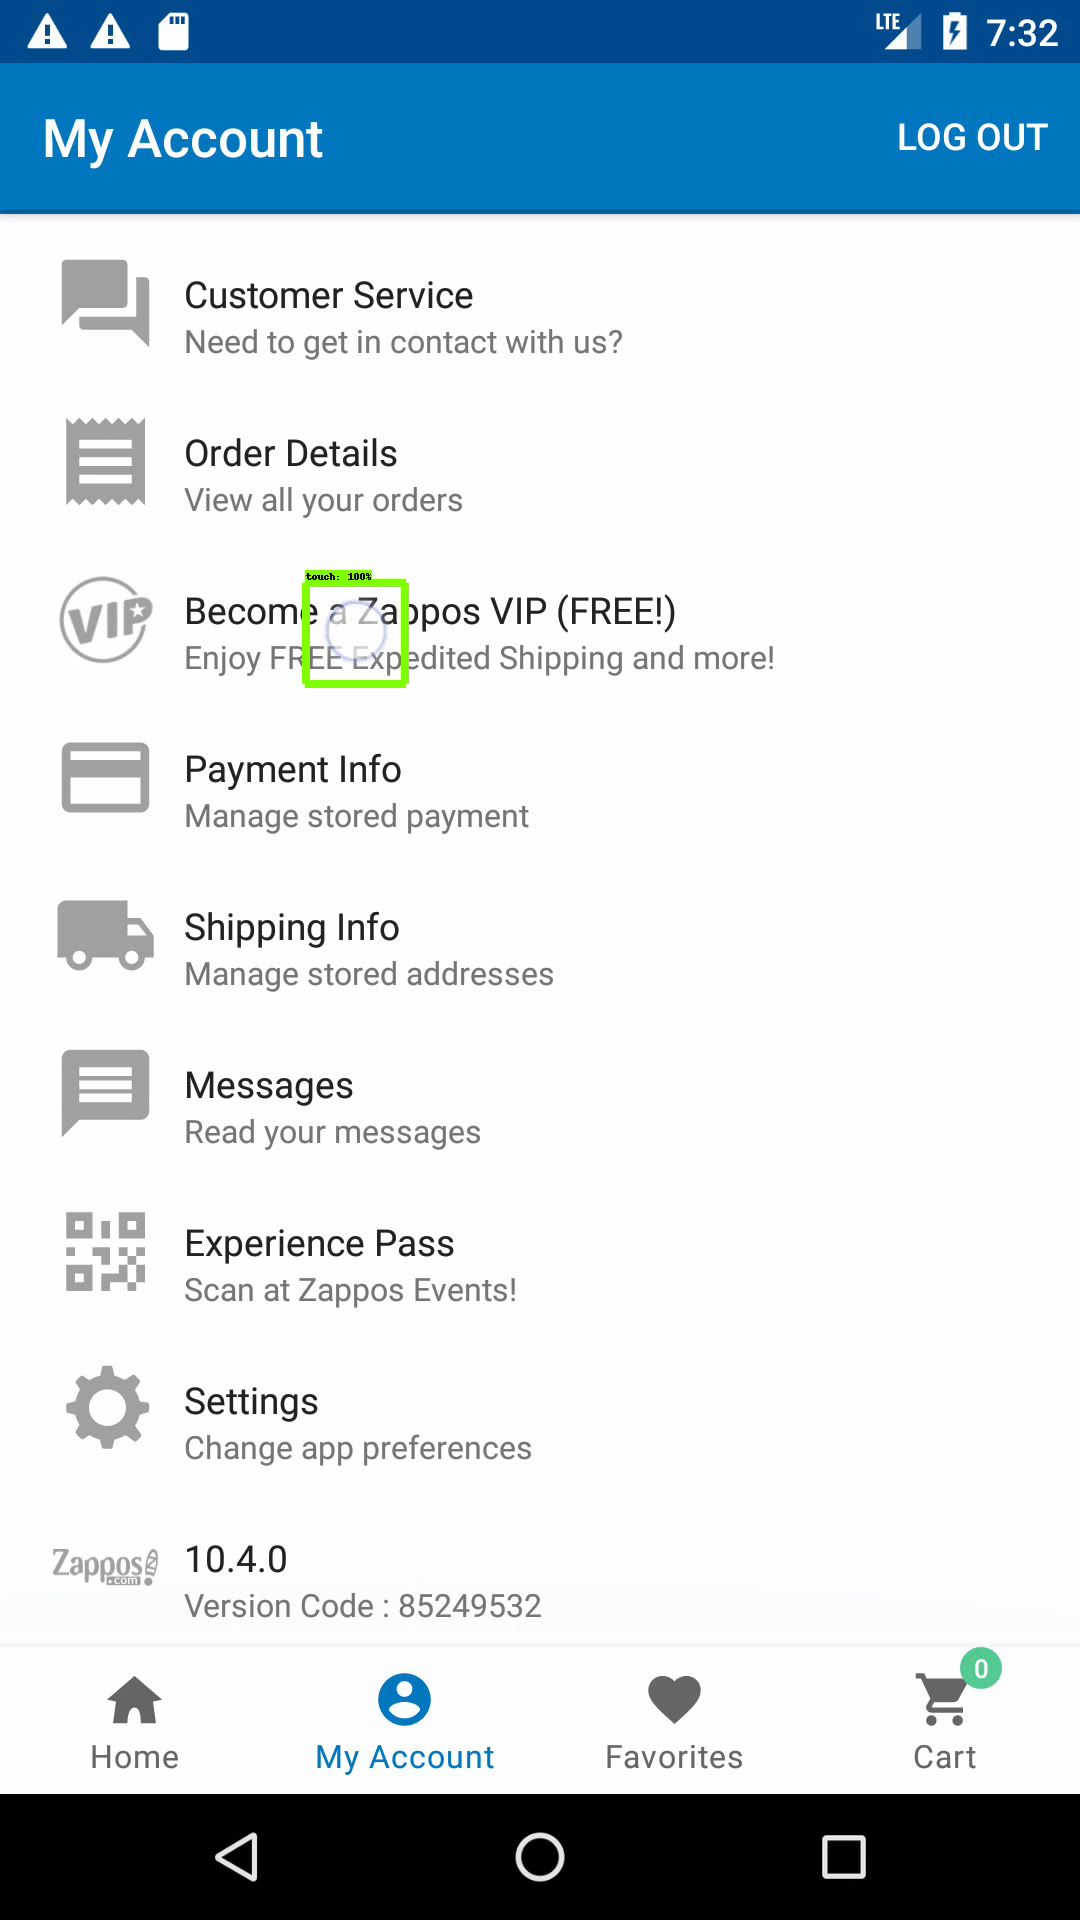 LTE 7:32
My Account LOG OUT
Customer Service
Need to get in contact with us?
Order Details
View all your orders
touch: 100%
VIP
Become a Zappos VIP (FREE!)
Enjoy FREE Expedited Shipping and more!
Payment Info
Manage stored payment
Shipping Info
Manage stored addresses
Messages
Read your messages
Experience Pass
Scan at Zappos Events!
Settings
Change app preferences
Zappos
.com
10.4.0
Version Code : 85249532
0
Home My Account Favorites Cart